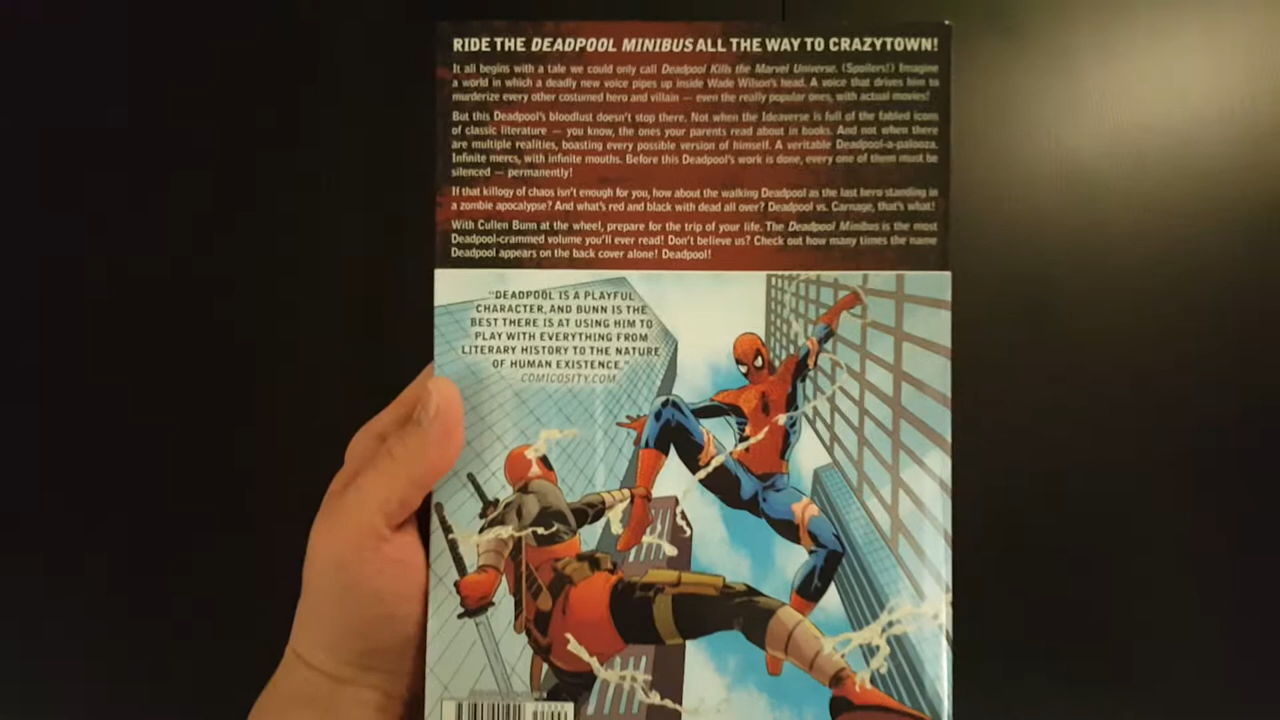 RIDE THE DEADPOOL MINIBUS ALL THE WAY TO CRAZYTOWN!
It all begins with a tale we could only call Deadpool Kills the Marvel Universe. (Spoilers!) Imagine
a world in which a deadly new voice pipes up inside Wade Wilson's head. A voice that drives him to
murderize every other costumed hero and villain — even the really popular ones, with actual movies!
But this Deadpool's bloodlust doesn't stop there. Not when the Ideaverse is full of the fabled icons
of classic literature — you know, the ones your parents read about in books. And not when there
are multiple realities, boasting every possible version of himself. A veritable Deadpool-a-palooza.
Infinite mercs, with infinite mouths. Before this Deadpool's work is done, every one of them must be
silenced — permanently!
If that killogy of chaos isn't enough for you, how about the walking Deadpool as the last hero standing in
a zombie apocalypse? And what's red and black with dead all over? Deadpool vs. Carnage, that's what!
With Cullen Bunn at the wheel, prepare for the trip of your life. The Deadpool Minibus is the most
Deadpool-crammed volume you'll ever read! Don't believe us? Check out how many times the name
Deadpool appears on the back cover alone! Deadpool!
"DEADPOOL IS A PLAYFUL
CHARACTER, AND BUNN IS THE
BEST THERE IS AT USING HIM TO
PLAY WITH EVERYTHING FROM
LITERARY HISTORY TO THE NATURE
OF HUMAN EXISTENCE."
COMICOSITY.COM